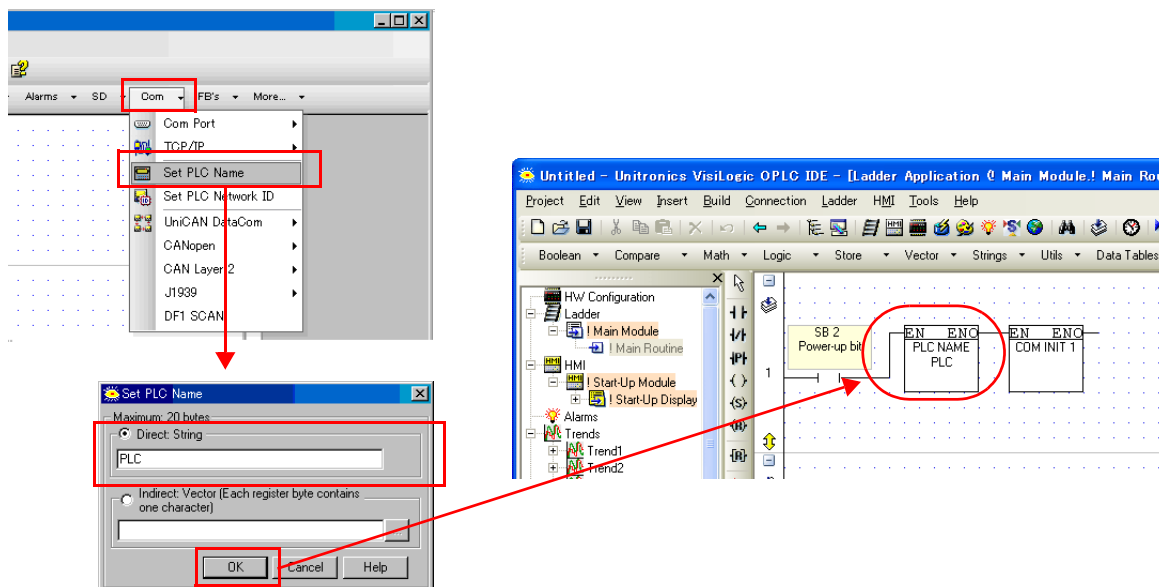 Alarms SD Com FB's More...
Com Port
TCP/IP
Set PLC Name
Set PLC Network ID
UniCAN DataCom
CANopen
CAN Layer 2
J1939
DF1 SCAN
Set PLC Name
Maximum: 20 bytes
Direct: String
PLC
Indirect: Vector (Each register byte contains
one character)
...
OK Cancel Help
Untitled - Unitronics VisiLogic OPLC IDE - [Ladder Application (! Main Module.! Main Rou
Project Edit View Insert Build Connection Ladder HMI Tools Help
Boolean Compare Math Logic Store Vector Strings Utils Data Tables
HW Configuration
Ladder
! Main Module
! Main Routine
HMI
! Start-Up Module
! Start-Up Display
Alarms
Trends
Trend1
Trend2
1
SB 2
Power-up bit
EN ENO
PLC NAME
PLC
EN ENO
COM INIT 1